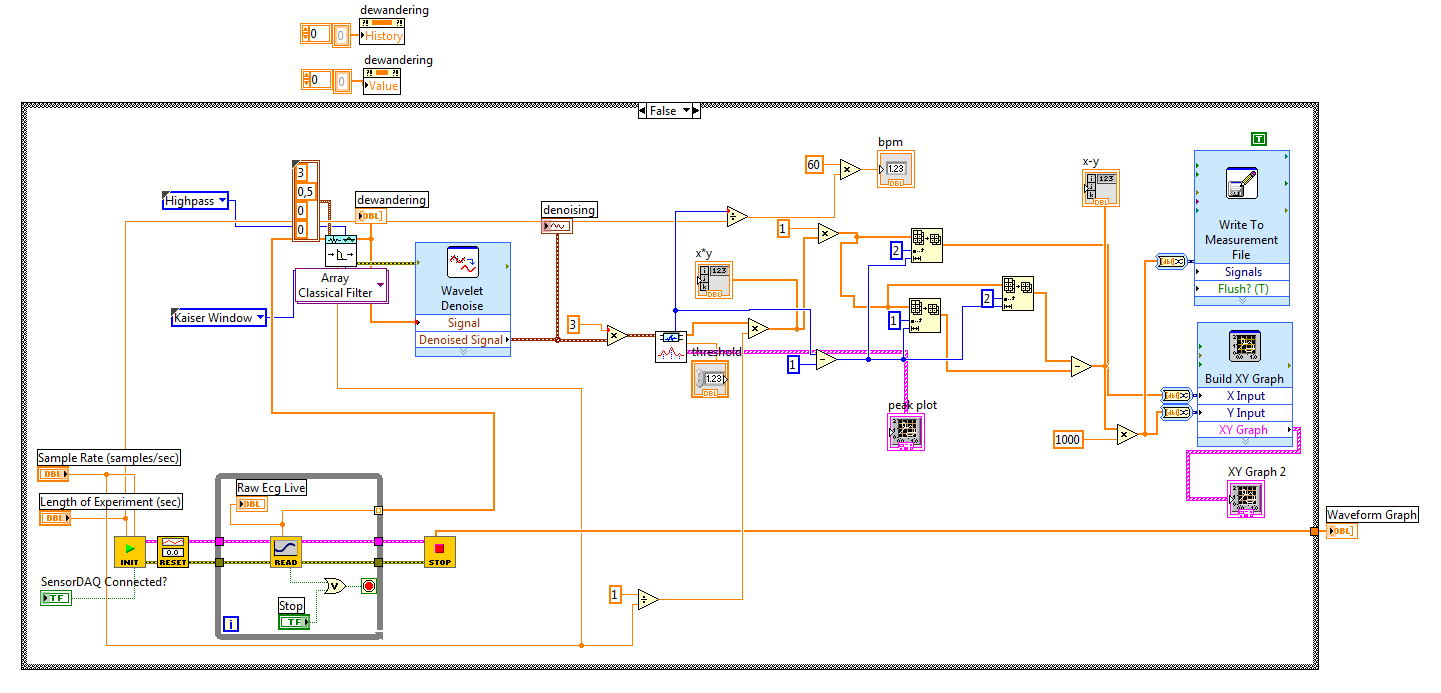 dewandering
0
0
History
dewandering
0
0
Value
False
T
bpm
60
1.23
DBL
x-y
123
DBL
3
0,5
0
0
Highpass
dewandering
DBL
denoising
Write To
Measurement
File
Signals
Flush? (T)
1
2
x*y
123
DBL
Array
Classical Filter
Wavelet
Denoise
Signal
Denoised Signal
2
1
Kaiser Window
3
threshold
1.23
DBL
1
Build XY Graph
X Input
Y Input
XY Graph
peak plot
1000
XY Graph 2
Sample Rate (samples/sec)
DBL
Length of Experiment (sec)
DBL
Raw Ecg Live
DBL
Waveform Graph
DBL
INIT
0.0
RESET
READ
STOP
SensorDAQ Connected?
TF
V
Stop
TF
i
1